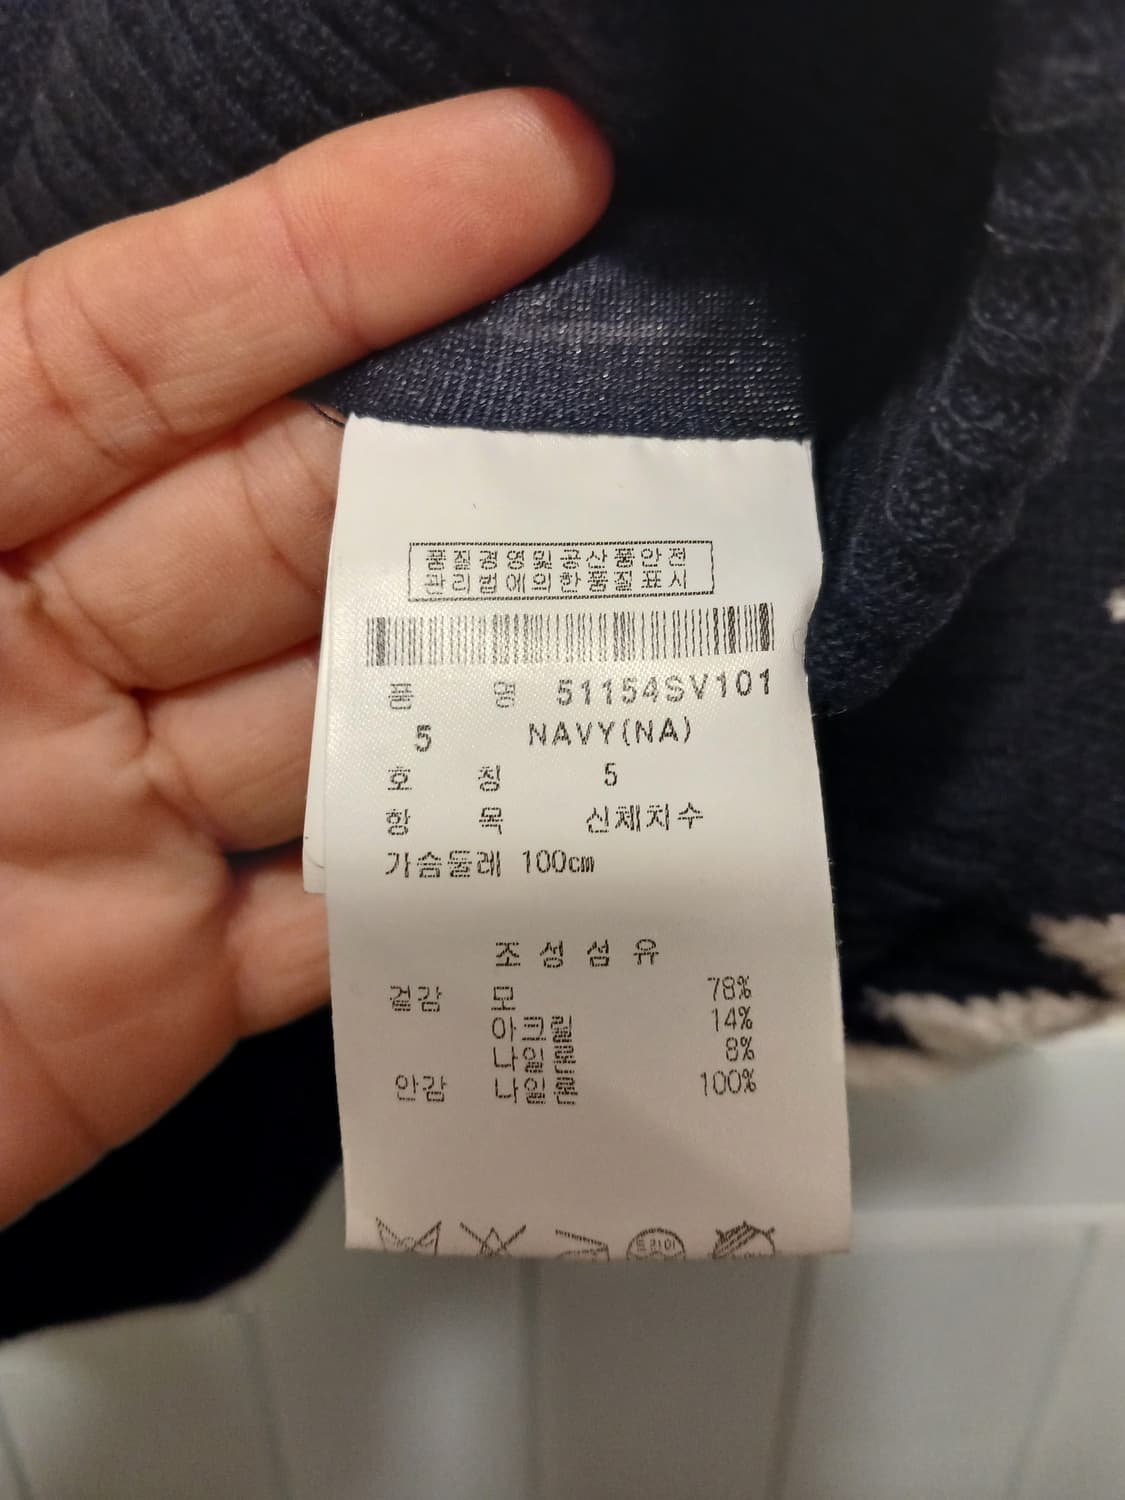 품질경영및공산품안전
관리법에의한품질표시
품 명 51154SV101
5 NAVY(NA)
호 칭 5
항 목 신체치수
가슴둘레 100㎝
조 성 섬 유
겉감 모 78%
아크릴 14%
나일론 8%
안감 나일론 100%
드라이